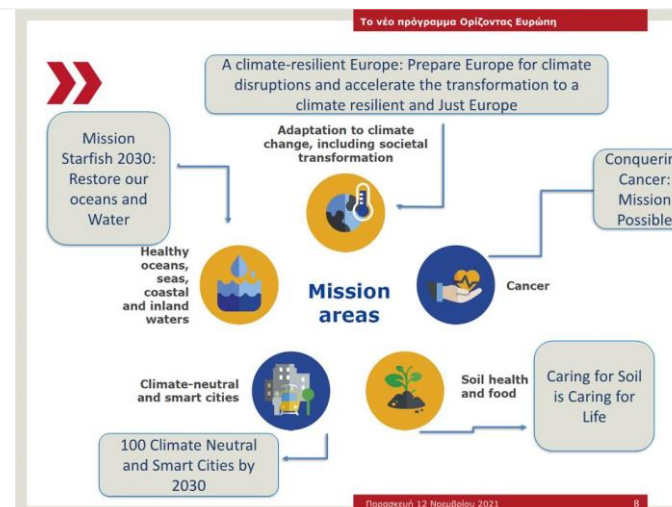 Το νέο πρόγραμμα Ορίζοντας Ευρώπη
A climate-resilient Europe: Prepare Europe for climate
disruptions and accelerate the transformation to a
climate resilient and Just Europe
Mission
Starfish 2030:
Restore our
oceans and
Water
Adaptation to climate
change, including societal
transformation
Conquerin
Cancer:
Mission
Possible
Healthy
oceans,
seas,
coastal
and inland
waters
Mission
areas
Cancer
Climate-neutral
and smart cities
Soil health
and food
Caring for Soil
is Caring for
Life
100 Climate Neutral
and Smart Cities by
2030
Παρασκευή 12 Νοεμβρίου 2021
8